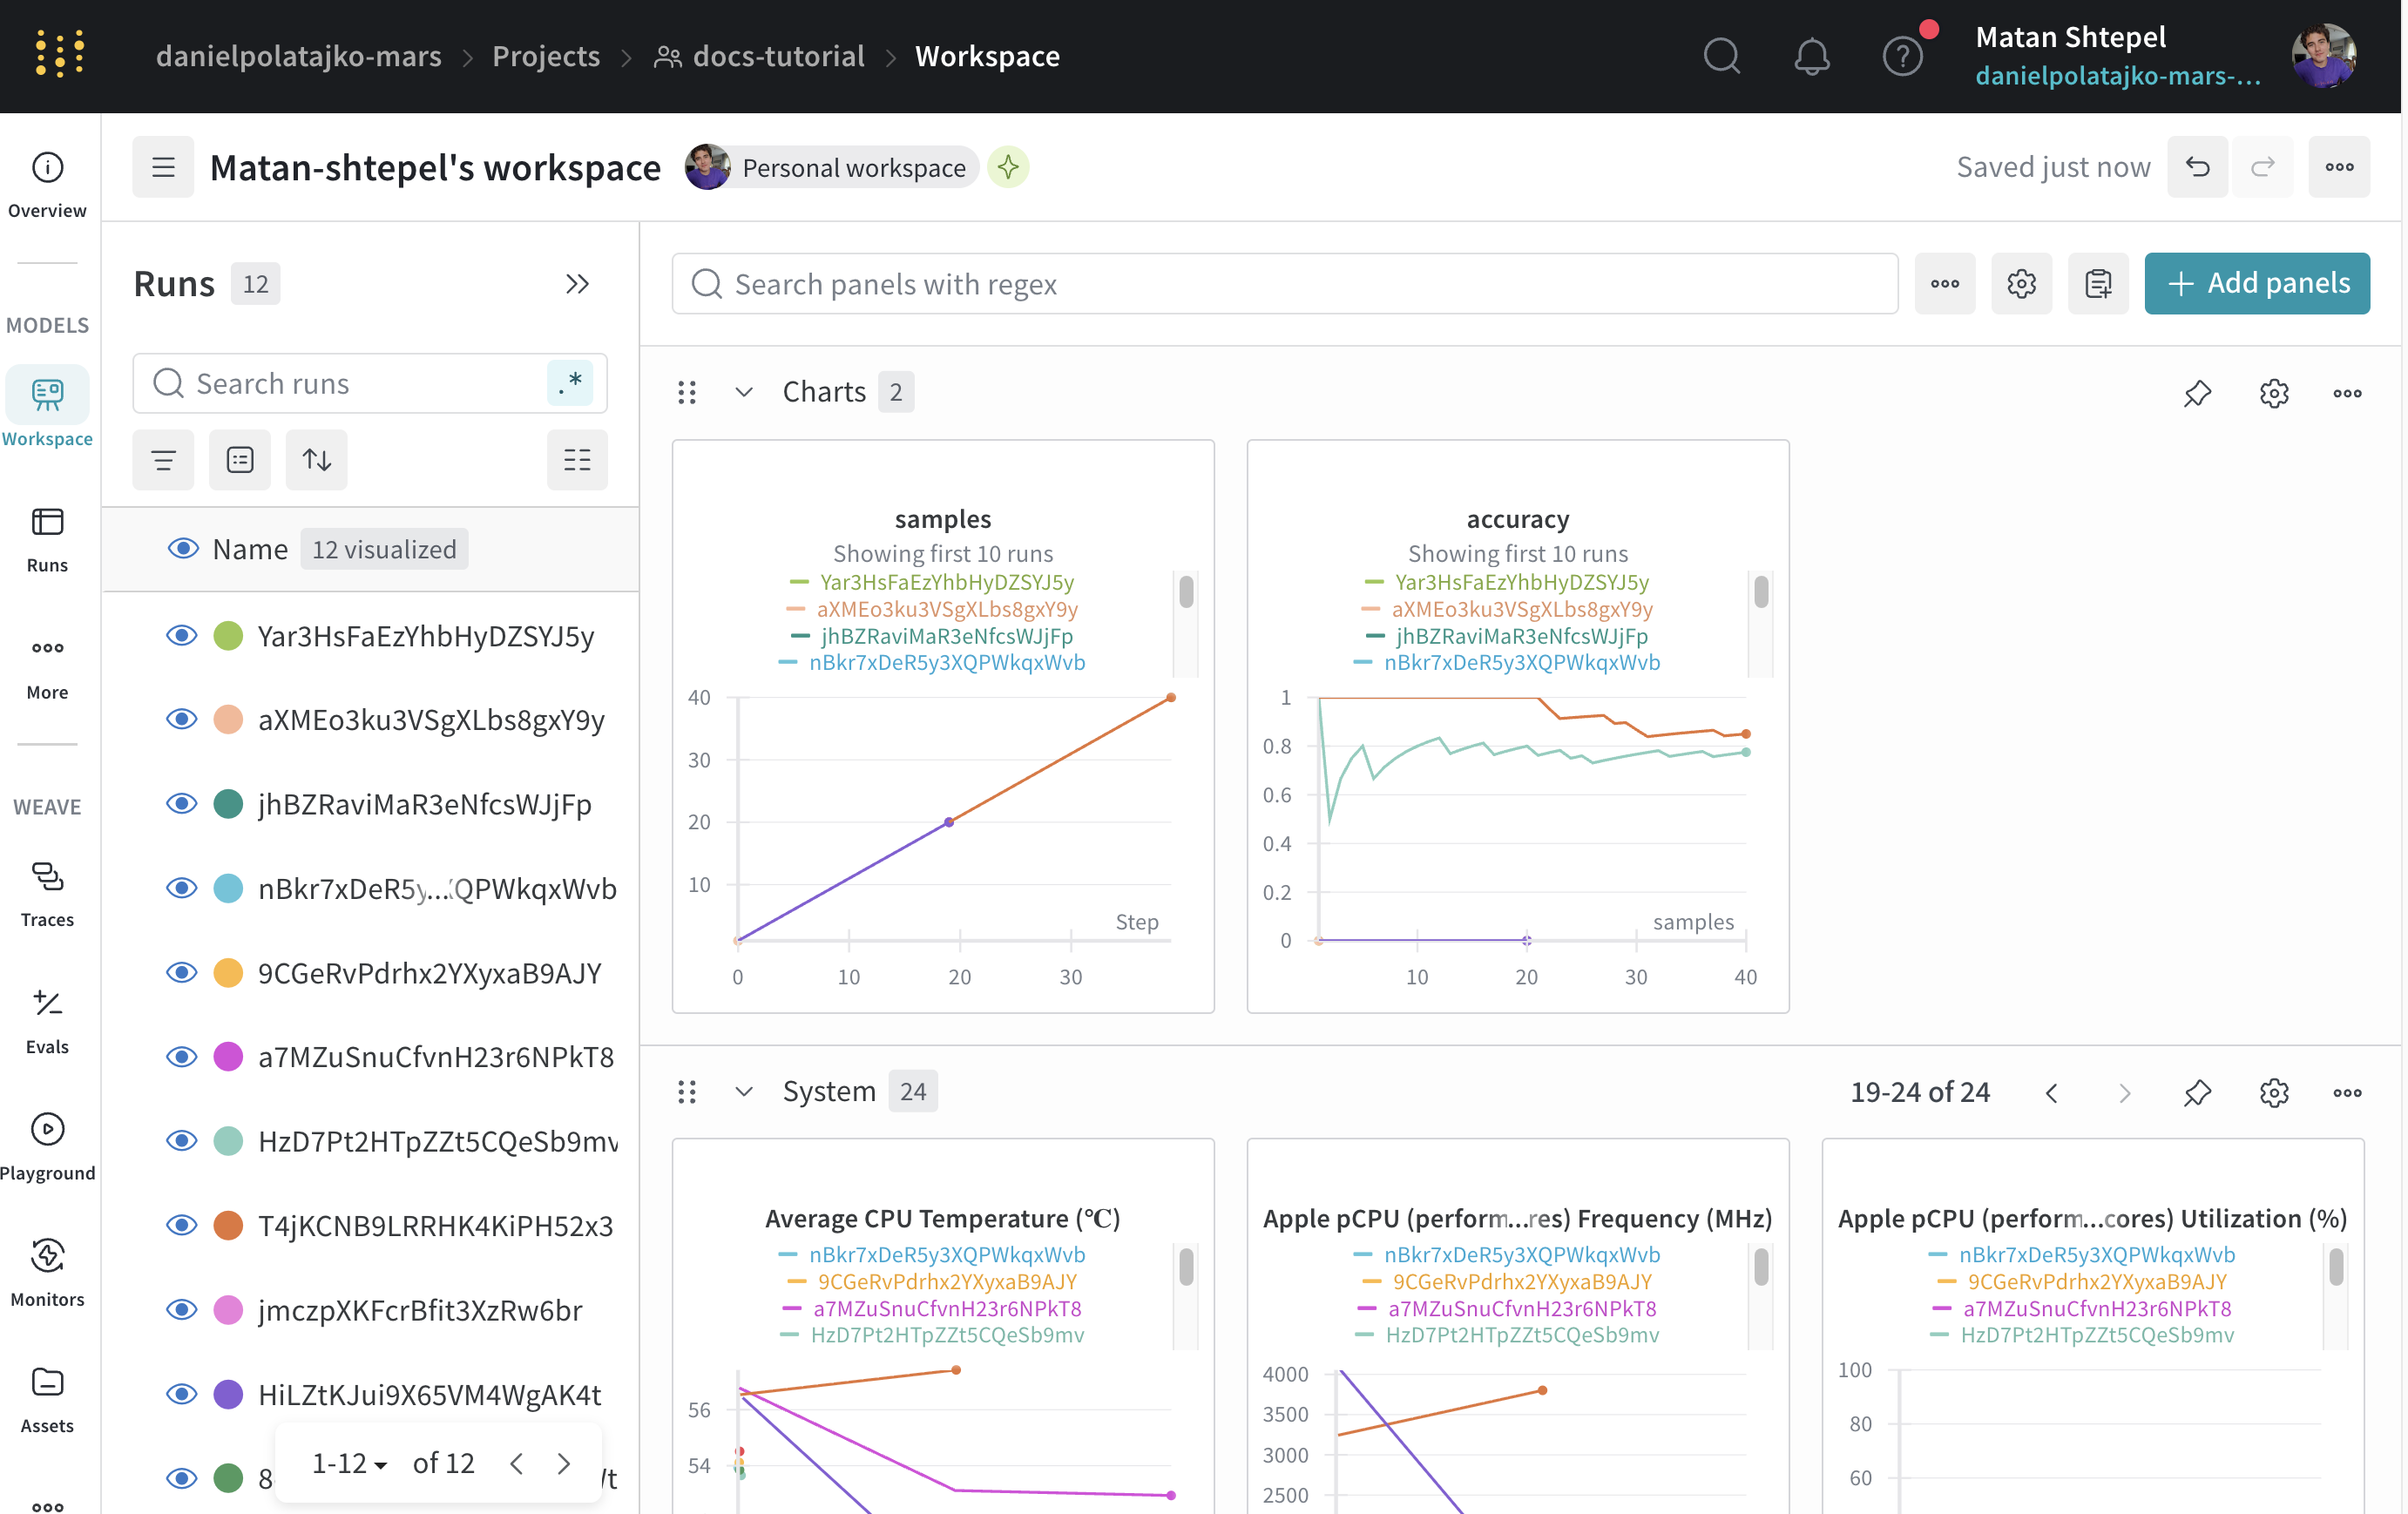 danielpolatajko-mars > Projects > docs-tutorial > Workspace
Matan Shtepel
danielpolatajko-mars-...
Overview
MODELS
Workspace
Runs
More
WEAVE
Traces
Evals
Playground
Monitors
Assets
Matan-shtepel's workspace
Personal workspace
Saved just now
Runs 12
Search runs
.*
Name 12 visualized
Yar3HsFaEzYhbHyDZSYJ5y
aXMEo3ku3VSgXLbs8gxY9y
jhBZRaviMaR3eNfcsWJjFp
nBkr7xDeR5y...QPWkqxWvb
9CGeRvPdrhx2YXyxaB9AJY
a7MZuSnuCfvnH23r6NPkT8
HzD7Pt2HTpZZt5CQeSb9mv
T4jKCNB9LRRHK4KiPH52x3
jmczpXKFcrBfit3XzRw6br
HiLZtKJui9X65VM4WgAK4t
8
1-12 of 12
Search panels with regex
Add panels
Charts 2
samples
Showing first 10 runs
Yar3HsFaEzYhbHyDZSYJ5y
aXMEo3ku3VSgXLbs8gxY9y
jhBZRaviMaR3eNfcsWJjFp
nBkr7xDeR5y3XQPWkqxWvb
40
30
20
10
Step
0 10 20 30
accuracy
Showing first 10 runs
Yar3HsFaEzYhbHyDZSYJ5y
aXMEo3ku3VSgXLbs8gxY9y
jhBZRaviMaR3eNfcsWJjFp
nBkr7xDeR5y3XQPWkqxWvb
1
0.8
0.6
0.4
0.2
0
samples
10 20 30 40
System 24
19-24 of 24
Average CPU Temperature (℃)
nBkr7xDeR5y3XQPWkqxWvb
9CGeRvPdrhx2YXyxaB9AJY
a7MZuSnuCfvnH23r6NPkT8
HzD7Pt2HTpZZt5CQeSb9mv
56
54
Apple pCPU (perform...res) Frequency (MHz)
nBkr7xDeR5y3XQPWkqxWvb
9CGeRvPdrhx2YXyxaB9AJY
a7MZuSnuCfvnH23r6NPkT8
HzD7Pt2HTpZZt5CQeSb9mv
4000
3500
3000
2500
Apple pCPU (perform...cores) Utilization (%)
nBkr7xDeR5y3XQPWkqxWvb
9CGeRvPdrhx2YXyxaB9AJY
a7MZuSnuCfvnH23r6NPkT8
HzD7Pt2HTpZZt5CQeSb9mv
100
80
60